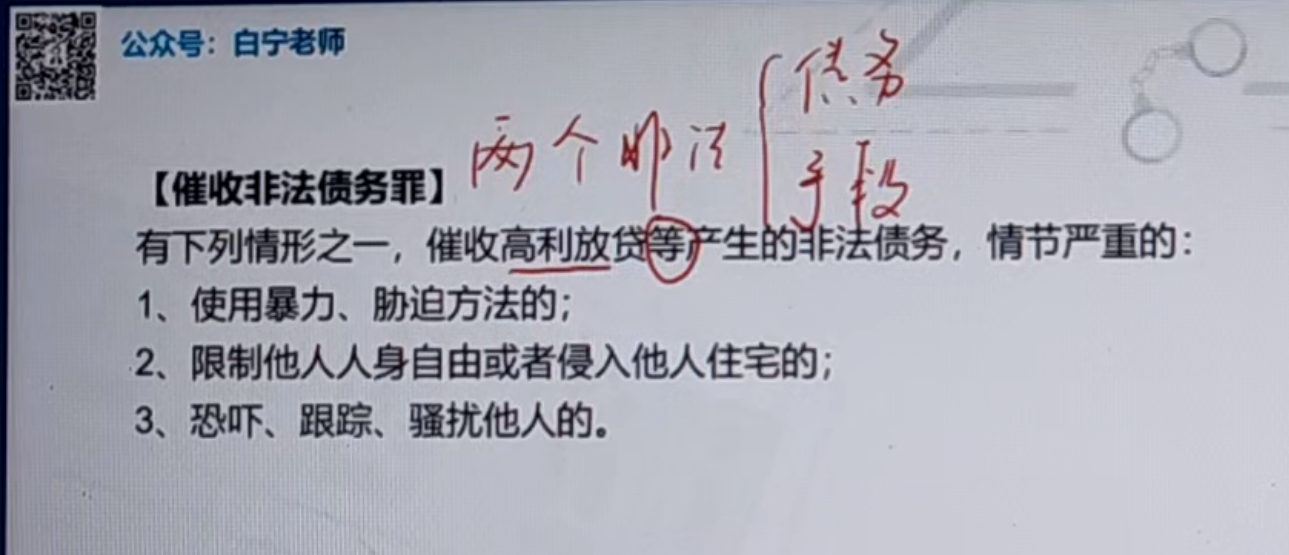 公众号：白宁老师
两个非法{债务
手段
【催收非法债务罪】
有下列情形之一，催收高利放贷等产生的非法债务，情节严重的：
1、使用暴力、胁迫方法的；
2、限制他人人身自由或者侵入他人住宅的；
3、恐吓、跟踪、骚扰他人的。